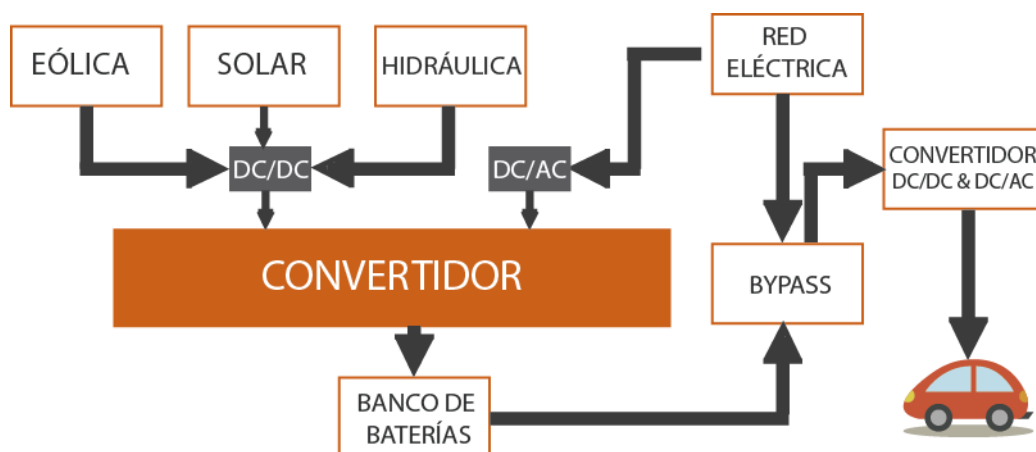 EÓLICA
SOLAR
HIDRÁULICA
RED
ELÉCTRICA
DC/DC
DC/AC
CONVERTIDOR
DC/DC & DC/AC
CONVERTIDOR
BYPASS
BANCO DE
BATERÍAS